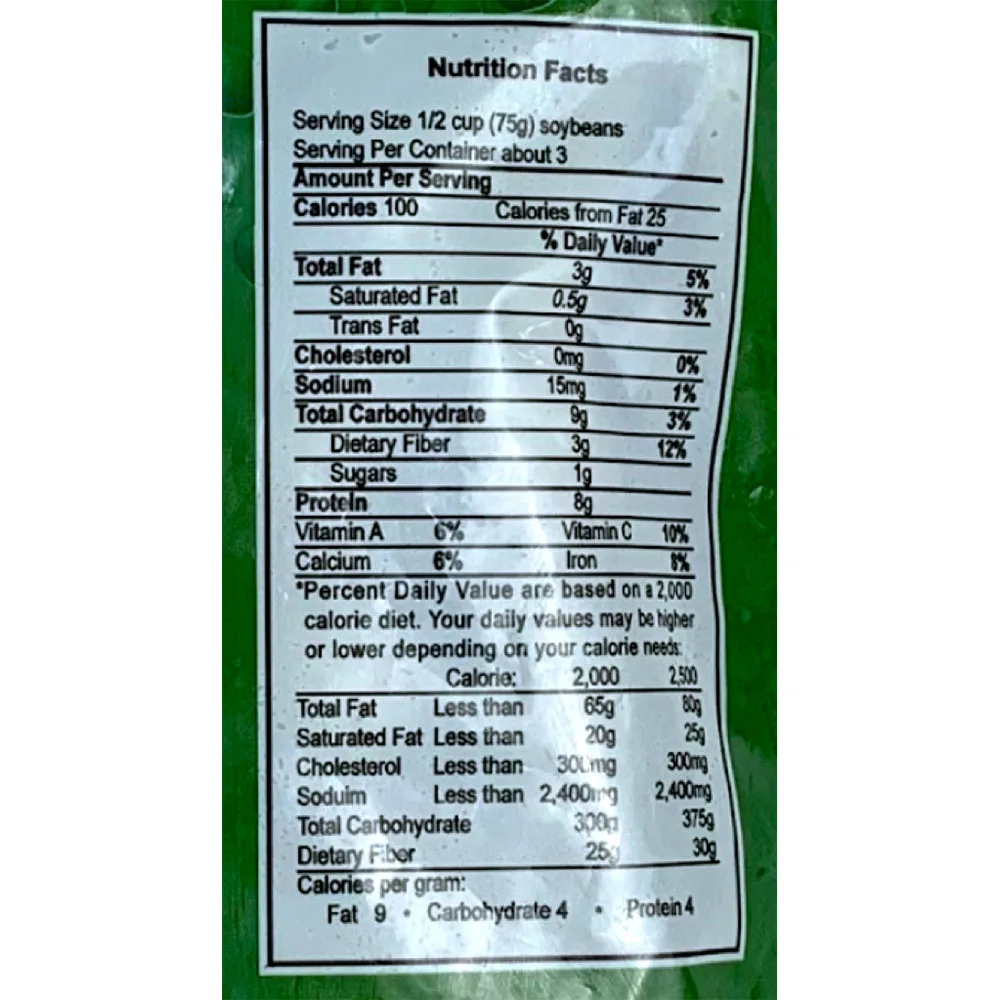 Nutrition Facts
Serving Size 1/2 cup (75g) soybeans
Serving Per Container about 3
Amount Per Serving
Calories 100 Calories from Fat 25
% Daily Value*
Total Fat 3g 5%
Saturated Fat 0.5g 3%
Trans Fat 0g
Cholesterol 0mg 0%
Sodium 15mg 1%
Total Carbohydrate 9g 3%
Dietary Fiber 3g 12%
Sugars 1g
Protein 8g
Vitamin A 6% Vitamin C 10%
Calcium 6% Iron 8%
*Percent Daily Value are based on a 2,000
calorie diet. Your daily values may be higher
or lower depending on your calorie needs:
Calorie: 2,000 2,500
Total Fat Less than 65g 80g
Saturated Fat Less than 20g 25g
Cholesterol Less than 300mg 300mg
Soduim Less than 2,400mg 2,400mg
Total Carbohydrate 300g 375g
Dietary Fiber 25g 30g
Calories per gram:
Fat 9 • Carbohydrate 4 • Protein 4